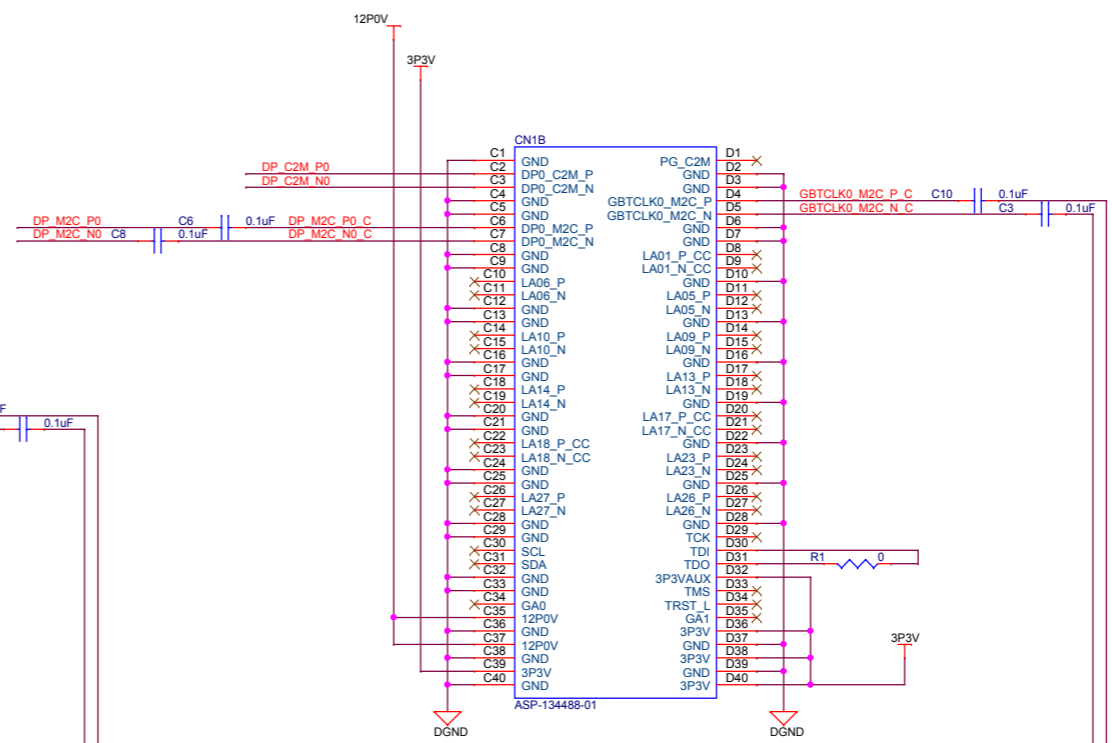 12P0V
3P3V
CN1B
C1 GND PG_C2M D1
C2 DP0_C2M_P GND D2
C3 DP0_C2M_N GND D3
C4 GND GBTCLK0_M2C_P D4
C5 GND GBTCLK0_M2C_N D5
C6 DP0_M2C_P GND D6
C7 DP0_M2C_N GND D7
C8 GND LA01_P_CC D8
C9 GND LA01_N_CC D9
C10 LA06_P GND D10
C11 LA06_N LA05_P D11
C12 GND LA05_N D12
C13 GND GND D13
C14 LA10_P LA09_P D14
C15 LA10_N LA09_N D15
C16 GND GND D16
C17 GND LA13_P D17
C18 LA14_P LA13_N D18
C19 LA14_N GND D19
C20 GND LA17_P_CC D20
C21 GND LA17_N_CC D21
C22 LA18_P_CC GND D22
C23 LA18_N_CC LA23_P D23
C24 GND LA23_N D24
C25 GND GND D25
C26 LA27_P LA26_P D26
C27 LA27_N LA26_N D27
C28 GND GND D28
C29 GND TCK D29
C30 SCL TDI D30
C31 SDA TDO D31
C32 GND 3P3VAUX D32
C33 GND TMS D33
C34 GA0 TRST_L D34
C35 12P0V GA1 D35
C36 GND 3P3V D36
C37 12P0V GND D37
C38 GND 3P3V D38
C39 3P3V GND D39
C40 GND 3P3V D40
ASP-134488-01
DP_C2M_P0
DP_C2M_N0
DP_M2C_P0 C6 0.1uF DP_M2C_P0_C
DP_M2C_N0 C8 0.1uF DP_M2C_N0_C
GBTCLK0_M2C_P_C C10 0.1uF
GBTCLK0_M2C_N_C C3 0.1uF
F
0.1uF
R1 0
3P3V
DGND
DGND